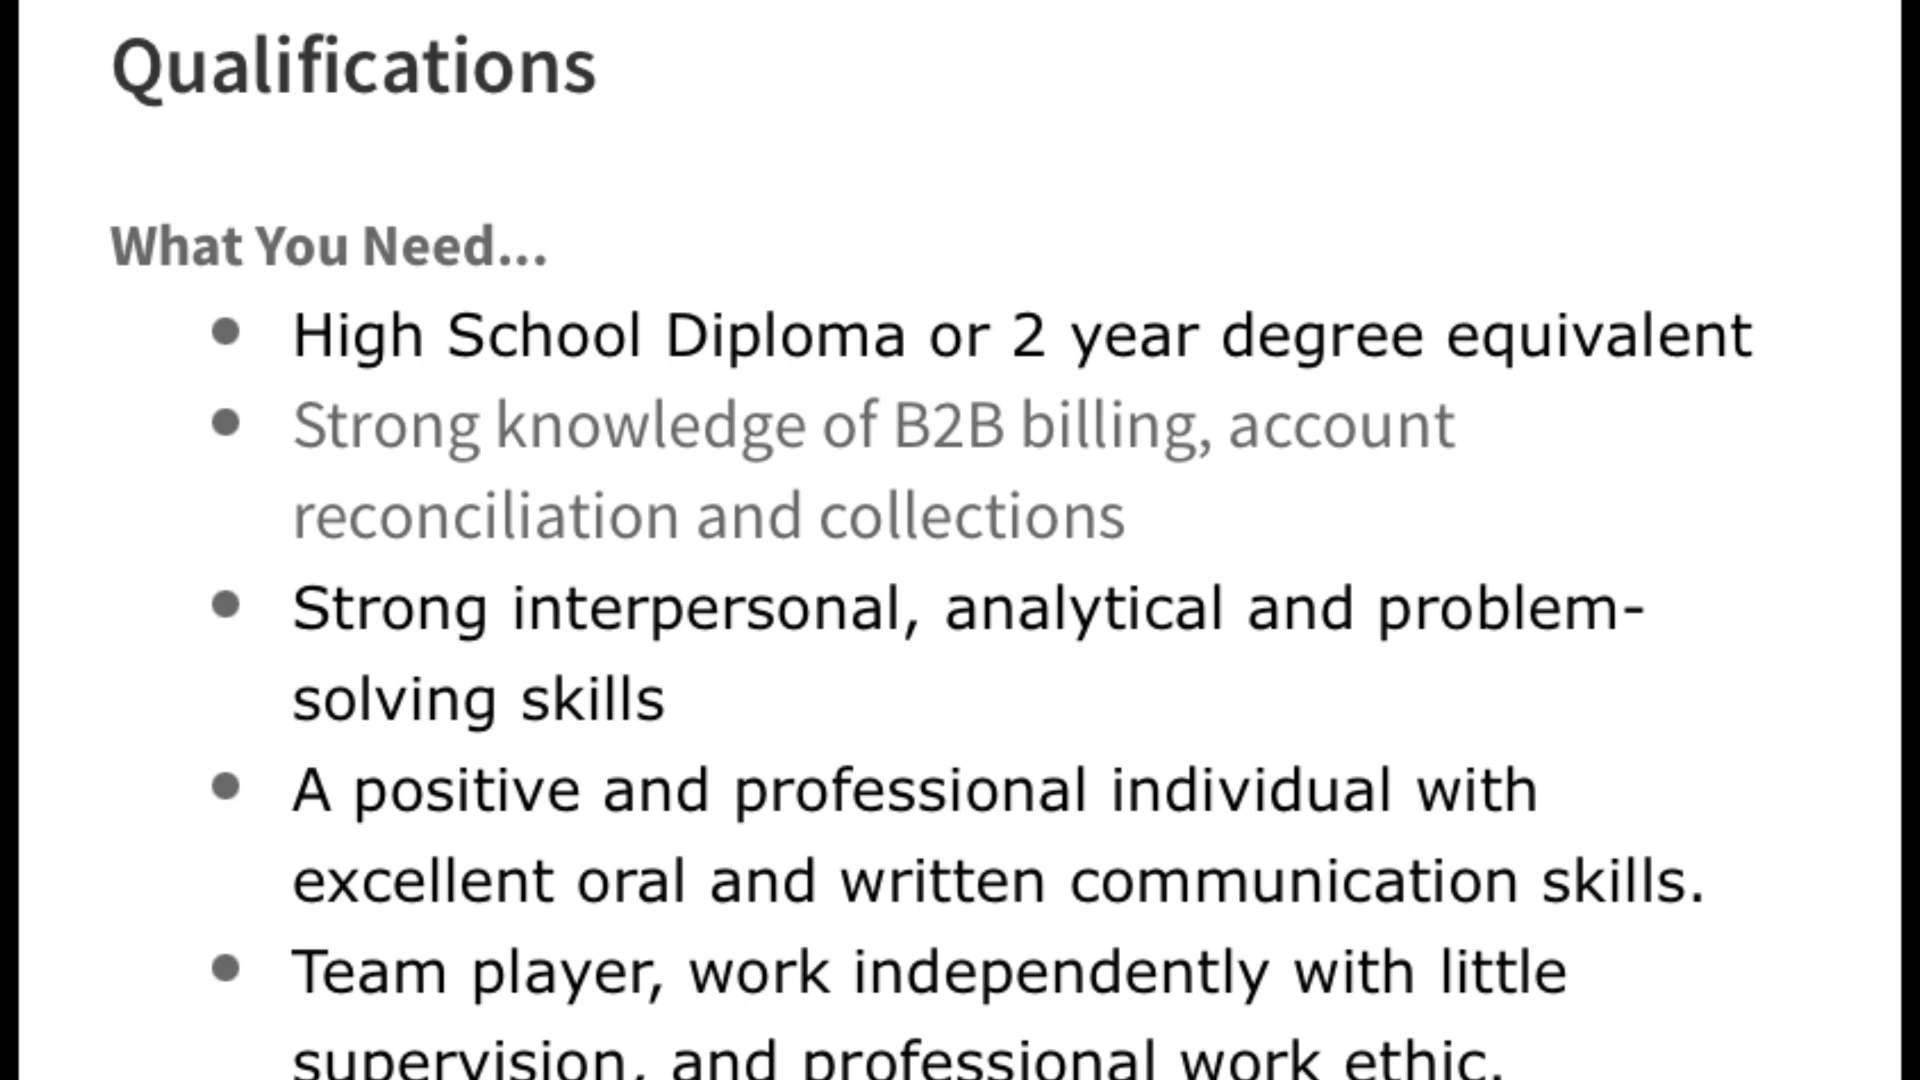 Qualifications
What You Need...
High School Diploma or 2 year degree equivalent
Strong knowledge of B2B billing, account
reconciliation and collections
Strong interpersonal, analytical and problem-
solving skills
A positive and professional individual with
excellent oral and written communication skills.
Team player, work independently with little
supervision, and professional work ethic.